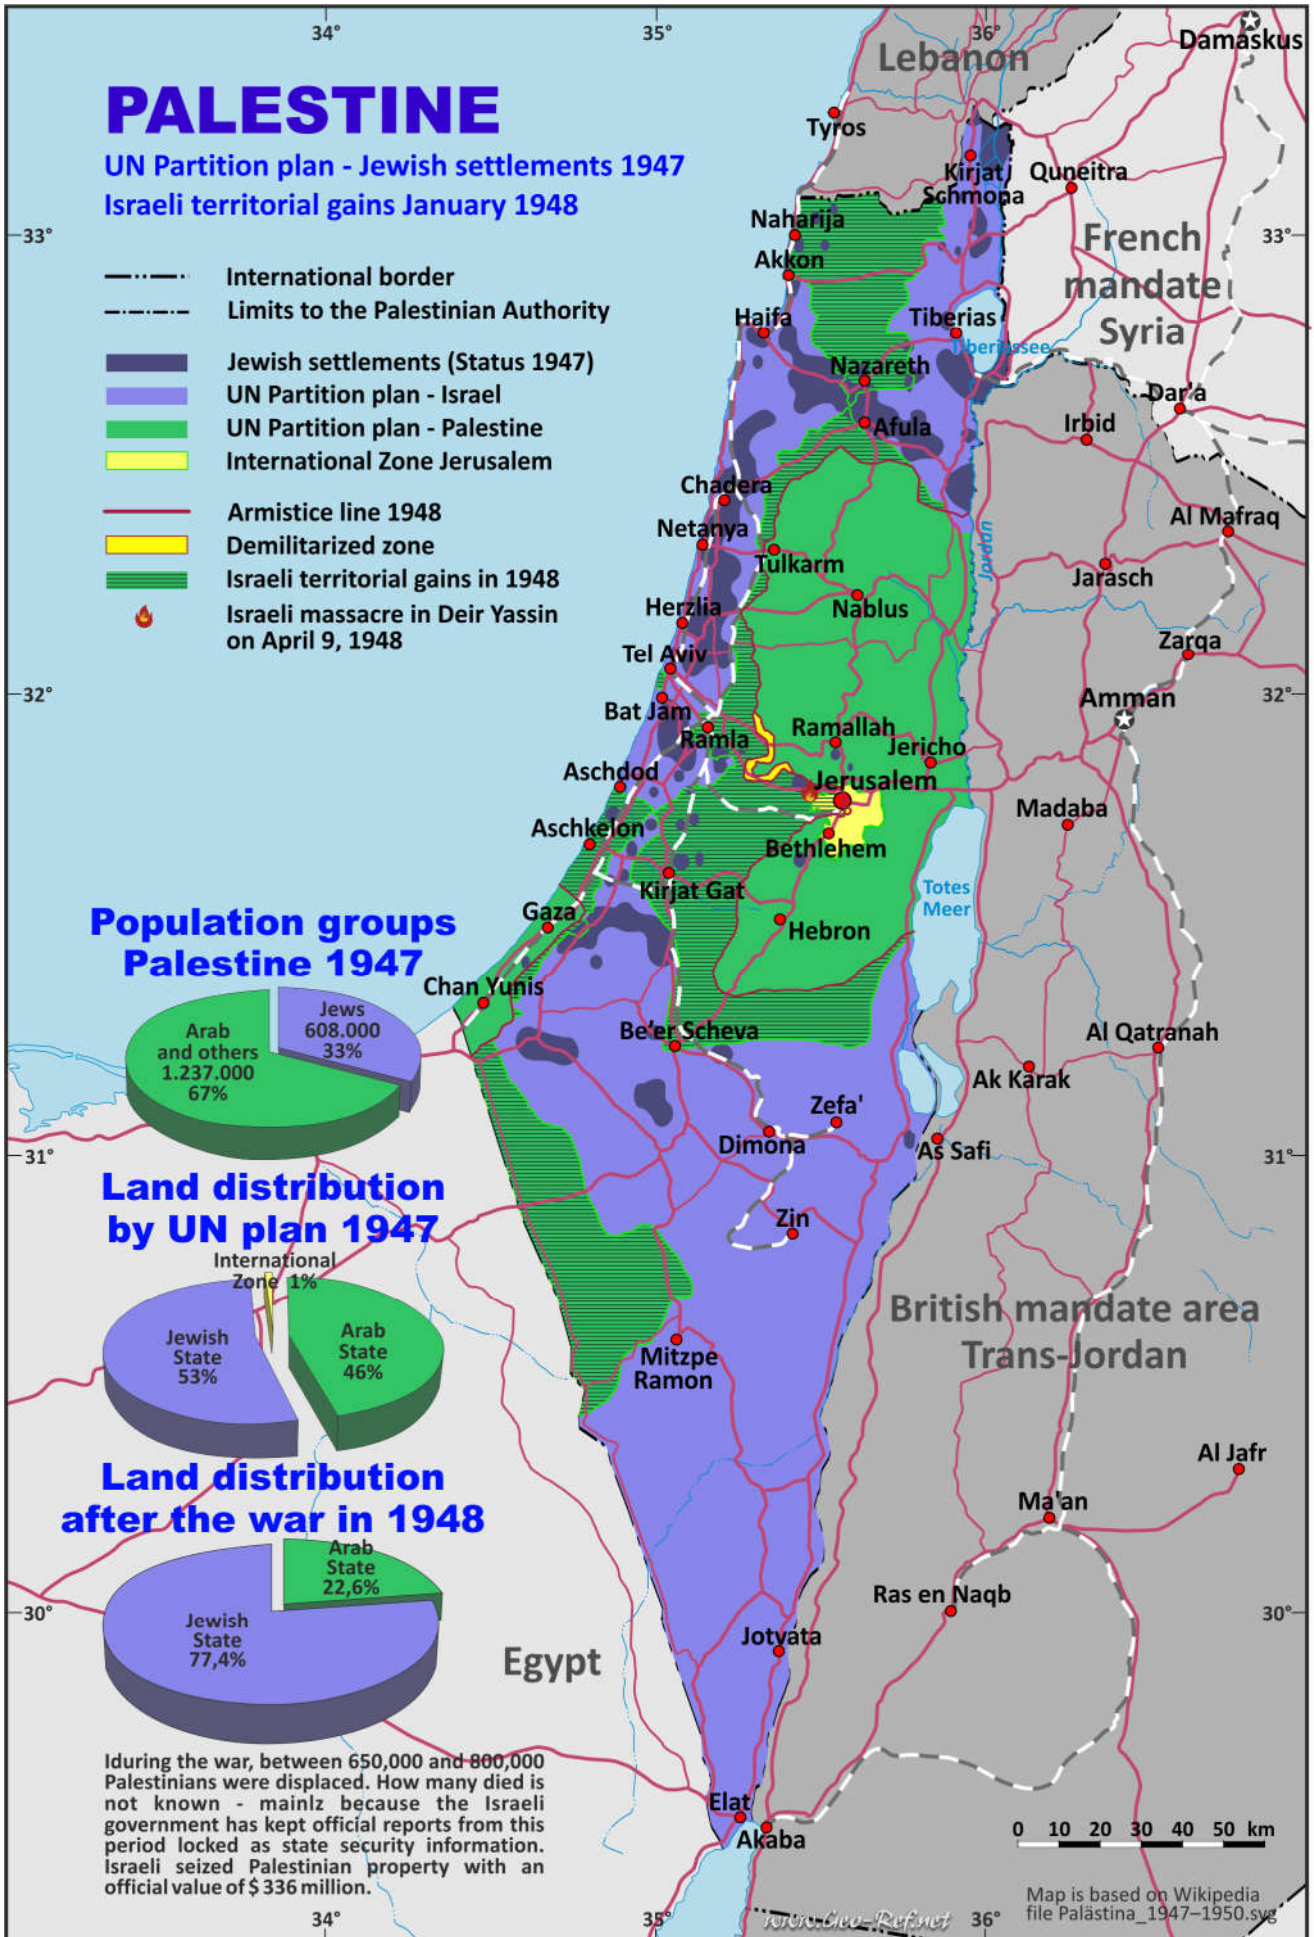 34°
35°
36°
Damaskus
Lebanon
PALESTINE
UN Partition plan - Jewish settlements 1947
Israeli territorial gains January 1948
Tyros
Kirjat
Schmona
Quneitra
Naharija
33°
33°
French
mandate
Syria
Akkon
International border
Limits to the Palestinian Authority
Haifa
Tiberias
Tiberiassee
Jewish settlements (Status 1947)
UN Partition plan - Israel
UN Partition plan - Palestine
International Zone Jerusalem
Nazareth
Dar'a
Irbid
Afula
Chadera
Netanya
Armistice line 1948
Demilitarized zone
Israeli territorial gains in 1948
Israeli massacre in Deir Yassin
on April 9, 1948
Al Mafraq
Tulkarm
Jordan
Jarasch
Nablus
Herzlia
Tel Aviv
Zarqa
32°
32°
Amman
Bat Jam
Ramla
Ramallah
Jericho
Aschdod
Jerusalem
Madaba
Aschkelon
Bethlehem
Kirjat Gat
Totes
Meer
Gaza
Hebron
Population groups
Palestine 1947
Chan Yunis
Jews
608.000
33%
Arab
and others
1.237.000
67%
Be'er Scheva
Al Qatranah
Ak Karak
Zefa'
Dimona
As Safi
31°
31°
Land distribution
by UN plan 1947
Zin
International
Zone 1%
Jewish
State
53%
Arab
State
46%
British mandate area
Trans-Jordan
Mitzpe
Ramon
Al Jafr
Land distribution
after the war in 1948
Ma'an
Arab
State
22,6%
Jewish
State
77,4%
Ras en Naqb
30°
30°
Jotvata
Egypt
Iduring the war, between 650,000 and 800,000
Palestinians were displaced. How many died is
not known - mainlz because the Israeli
government has kept official reports from this
period locked as state security information.
Israeli seized Palestinian property with an
official value of $ 336 million.
Elat
Akaba
0 10 20 30 40 50 km
Map is based on Wikipedia
file Palästina_1947–1950.svg
34°
35°
www.Geo-Ref.net
36°